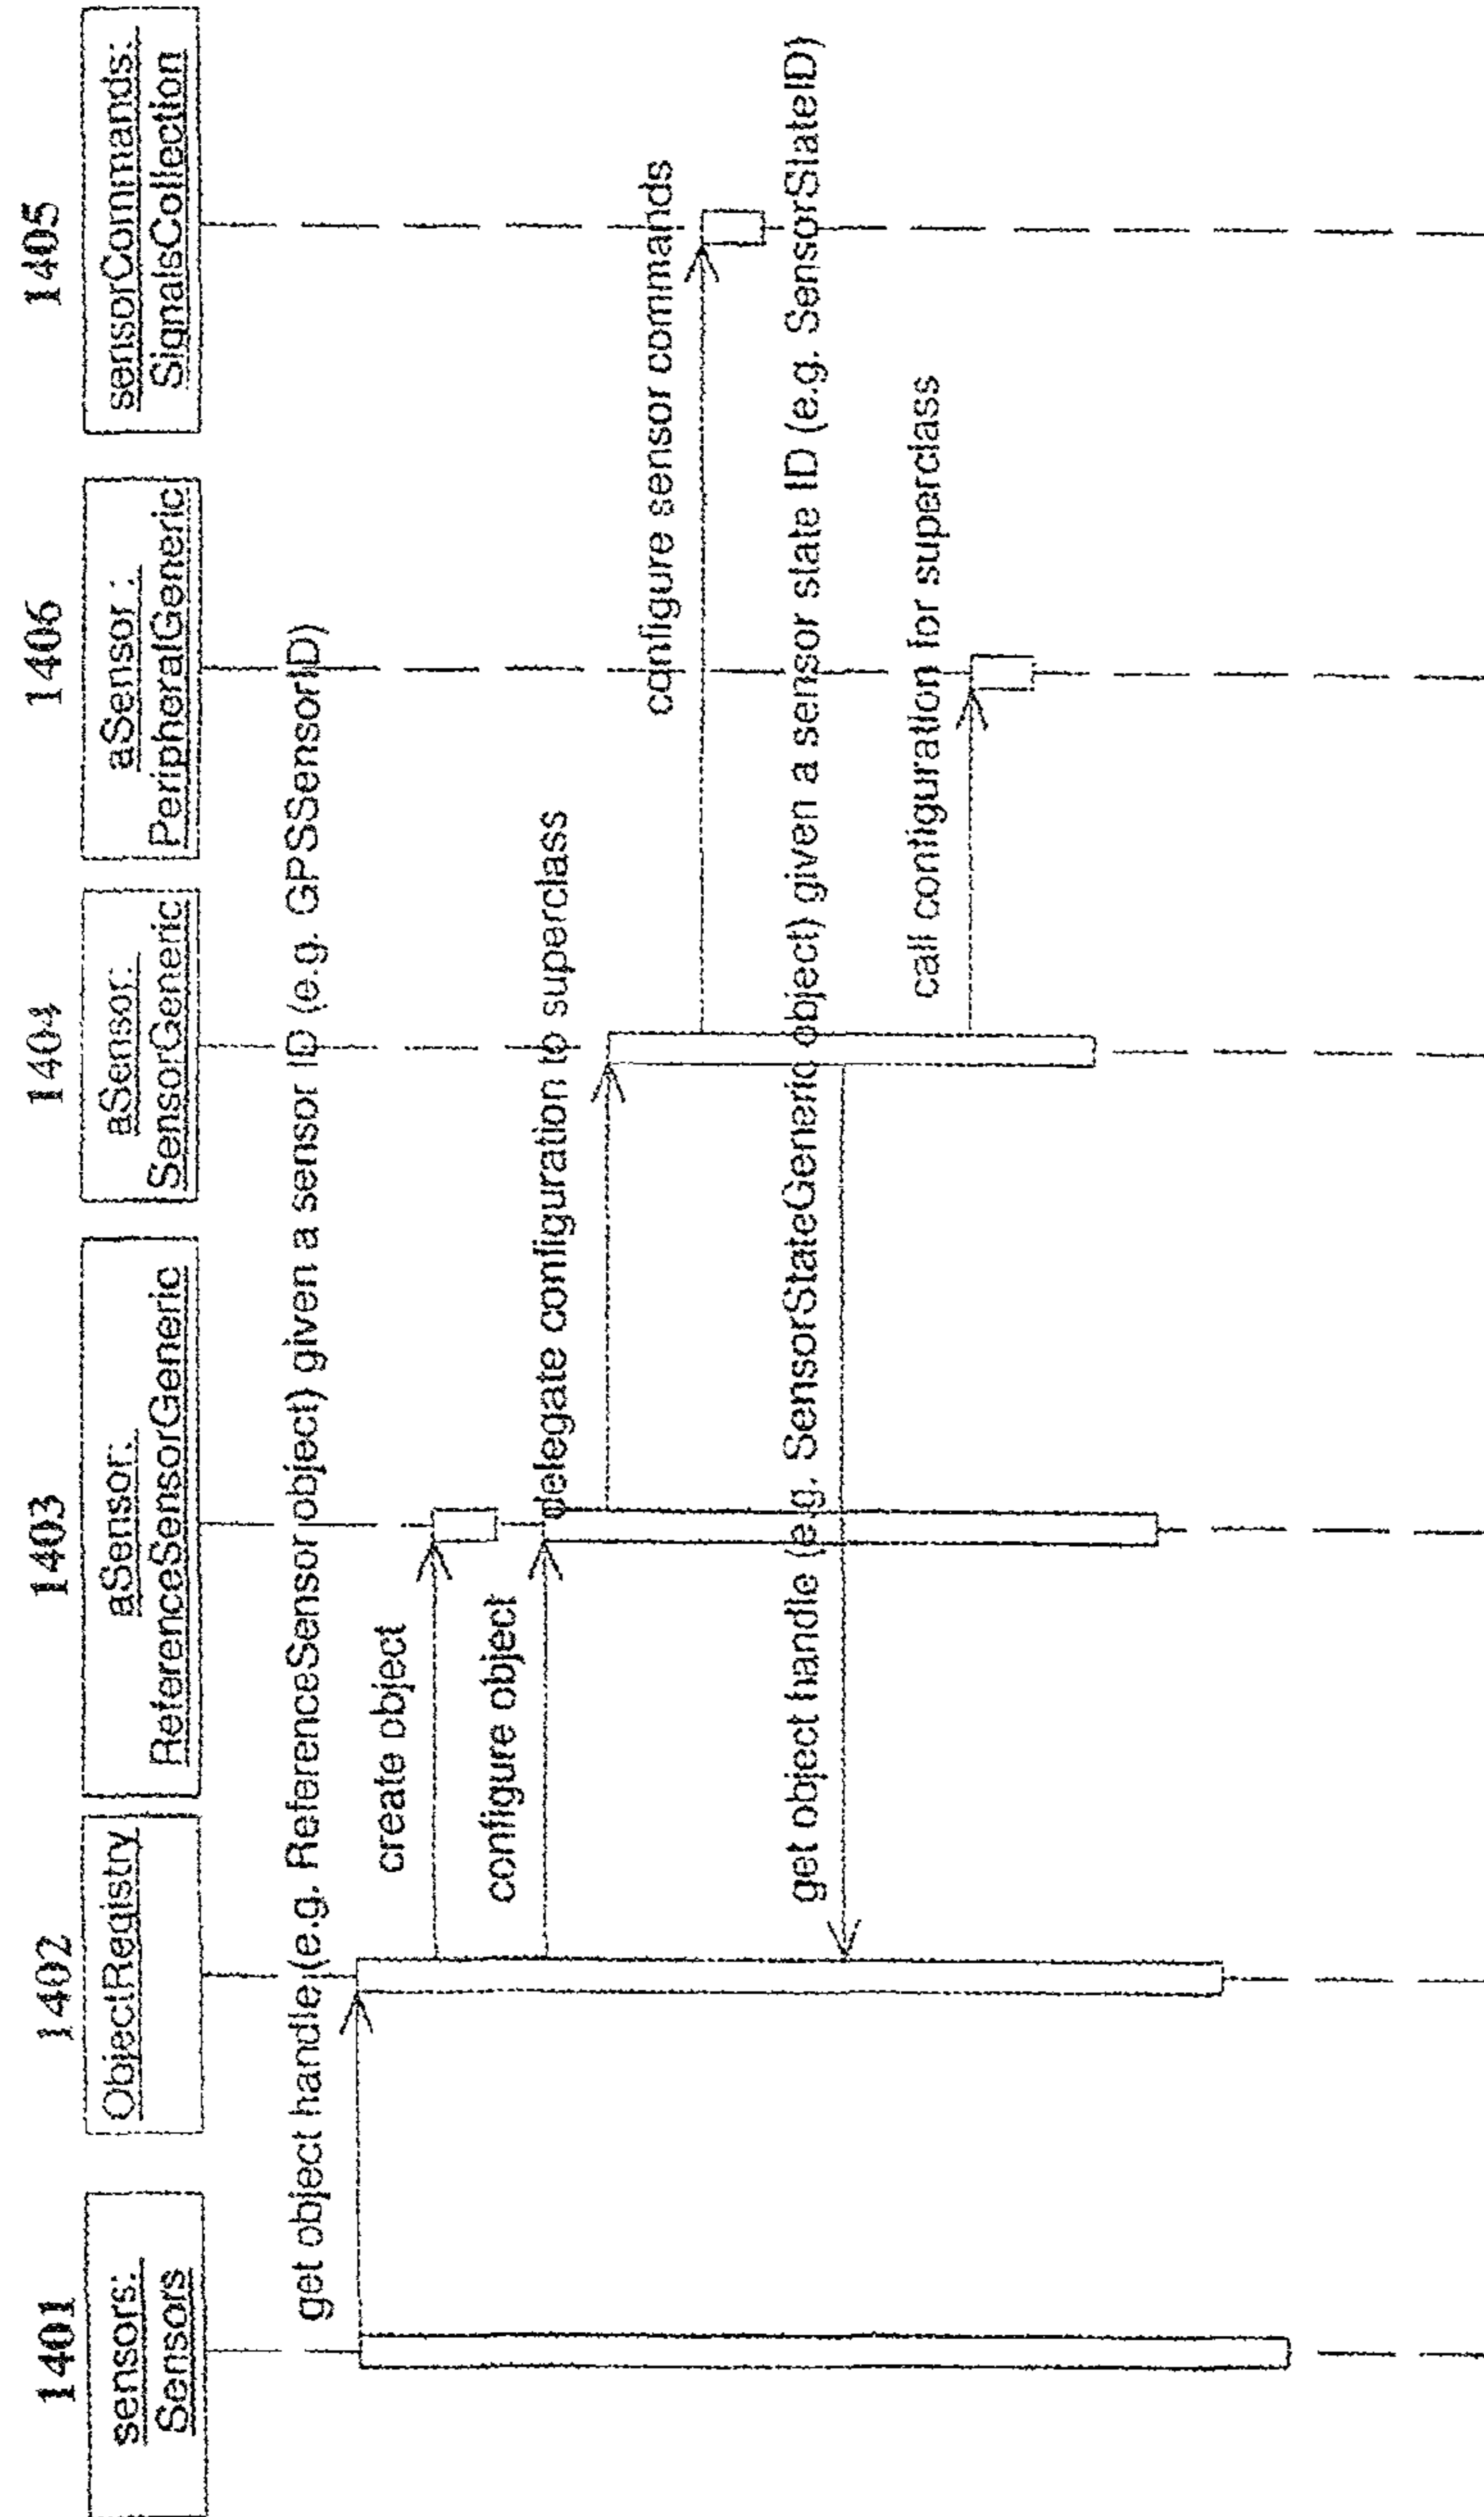 1401
sensors:
Sensors
1402
ObjectRegistry
1403
aSensor:
ReferenceSensorGeneric
1404
aSensor:
SensorGeneric
1406
aSensor :
PeripheralGeneric
1405
sensorCommands:
SignalsCollection
get object handle (e.g. ReferenceSensor object) given a sensor ID (e.g. GPSSensorID)
create object
configure object
delegate configuration to superclass
configure sensor commands
get object handle (e.g. SensorStateGeneric object) given a sensor state ID (e.g. SensorStateID)
call configuration for superclass